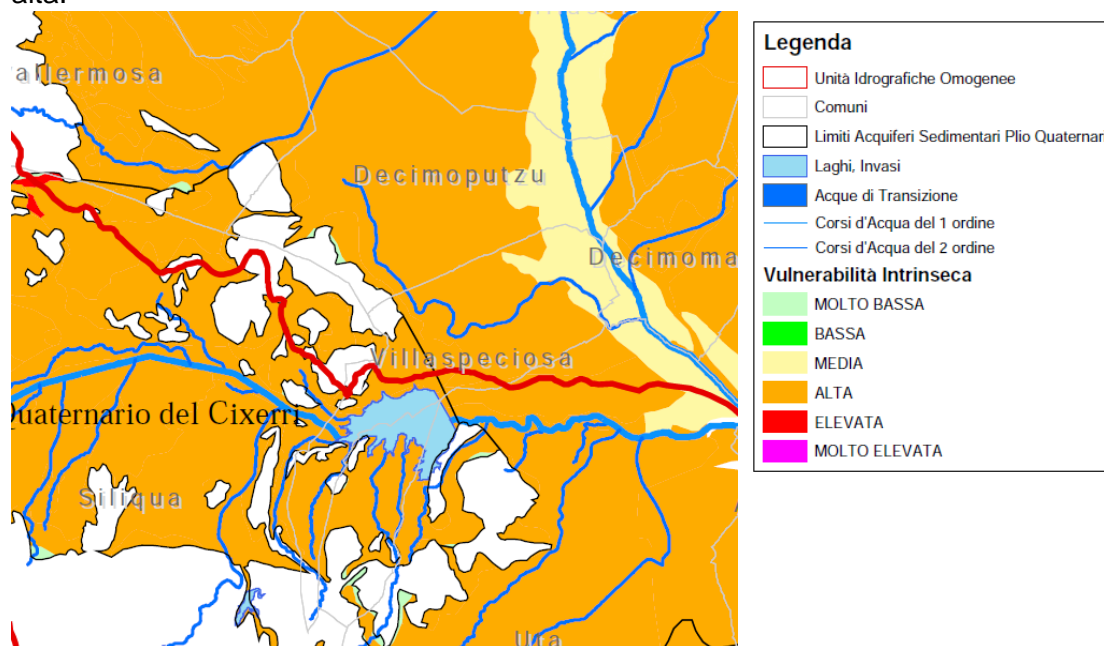 alta.
allermosa
Decimoputzu
Decimoma
Villaspeciosa
Quaternario del Cixerri
Siliqua
Uta
Legenda
Unità Idrografiche Omogenee
Comuni
Limiti Acquiferi Sedimentari Plio Quaternar
Laghi, Invasi
Acque di Transizione
Corsi d'Acqua del 1 ordine
Corsi d'Acqua del 2 ordine
Vulnerabilità Intrinseca
MOLTO BASSA
BASSA
MEDIA
ALTA
ELEVATA
MOLTO ELEVATA